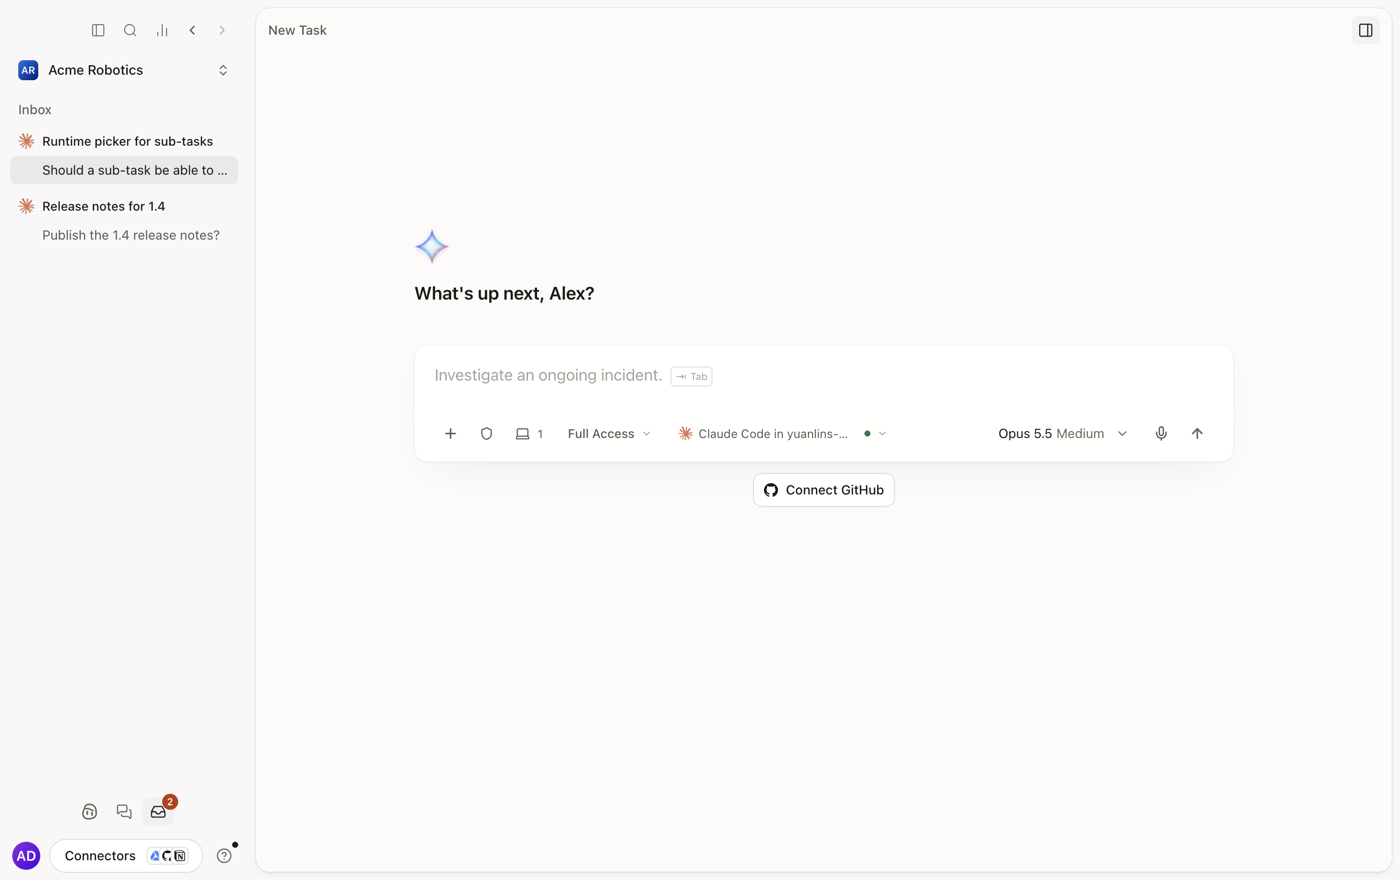 New Task
AR Acme Robotics
Inbox
Runtime picker for sub-tasks
Should a sub-task be able to ...
Release notes for 1.4
Publish the 1.4 release notes?
What's up next, Alex?
Investigate an ongoing incident. Tab
1 Full Access Claude Code in yuanlins-... Opus 5.5 Medium
Connect GitHub
2
AD Connectors